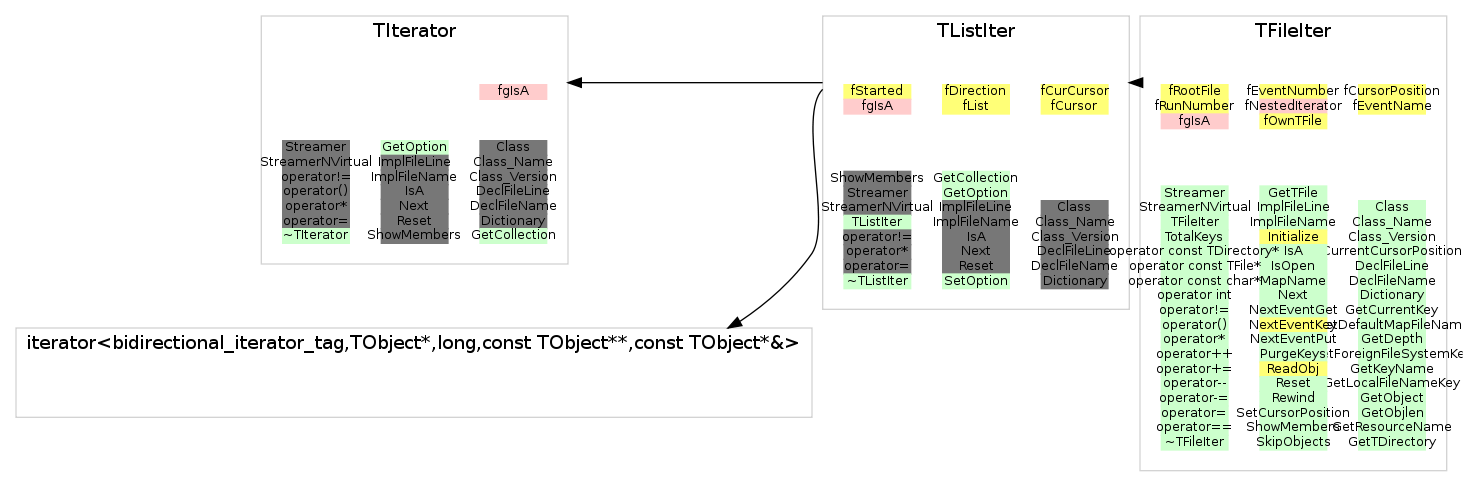 TIterator
fgIsA
Streamer GetOption Class
StreamerNVirtual ImplFileLine Class_Name
operator!= ImplFileName Class_Version
operator() IsA DeclFileLine
operator* Next DeclFileName
operator= Reset Dictionary
~TIterator ShowMembers GetCollection
TListIter
fStarted fDirection fCurCursor
fgIsA fList fCursor
ShowMembers GetCollection
Streamer GetOption
StreamerNVirtual ImplFileLine Class
TListIter ImplFileName Class_Name
operator!= IsA Class_Version
operator* Next DeclFileLine
operator= Reset DeclFileName
~TListIter SetOption Dictionary
TFileIter
fRootFile fEventNumber fCursorPosition
fRunNumber fNestedIterator fEventName
fgIsA fOwnTFile
Streamer GetTFile
StreamerNVirtual ImplFileLine Class
TFileIter ImplFileName Class_Name
TotalKeys Initialize Class_Version
operator const TDirectory* IsA CurrentCursorPosition
operator const TFile* IsOpen DeclFileLine
operator const char* MapName DeclFileName
operator int Next Dictionary
operator!= NextEventGet GetCurrentKey
operator() NextEventKey
operator* NextEventPut GetDepth
operator++ PurgeKeys
operator+= ReadObj GetKeyName
operator-- Reset GetLocalFileNameKey
operator-= Rewind GetObject
operator= SetCursorPosition GetObjlen
operator== ShowMembers GetResourceName
~TFileIter SkipObjects GetTDirectory
iterator<bidirectional_iterator_tag,TObject*,long,const TObject**,const TObject*&>